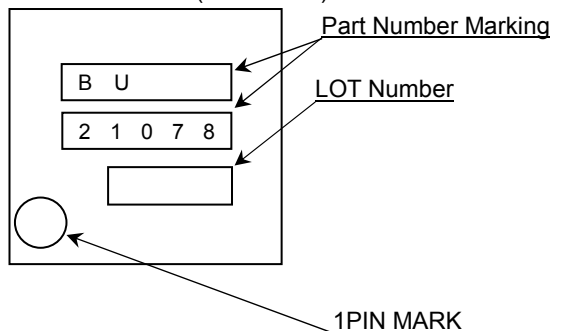 Part Number Marking
B U
2 1 0 7 8
LOT Number
1PIN MARK